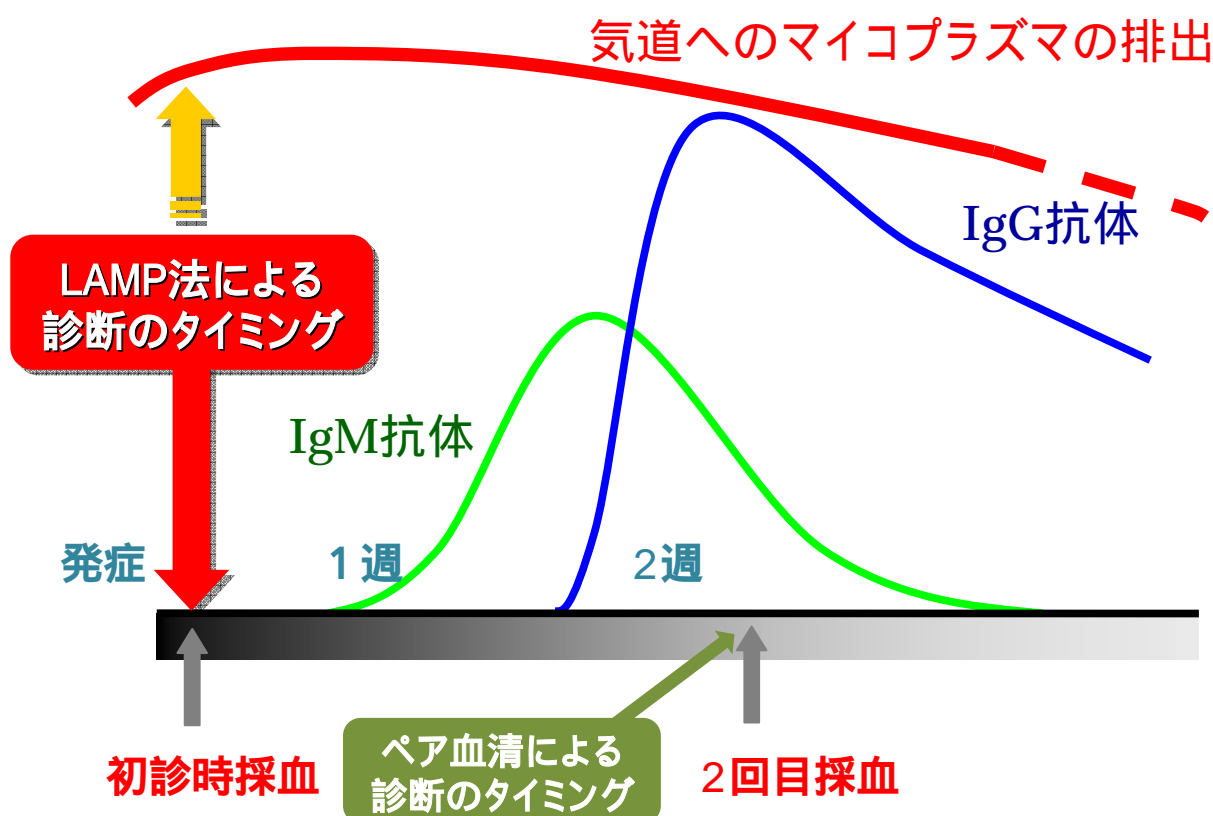 気道へのマイコプラズマの排出
IgG抗体
LAMP法による
診断のタイミング
IgM抗体
発症
1週
2週
初診時採血
ペア血清による
診断のタイミング
2回目採血